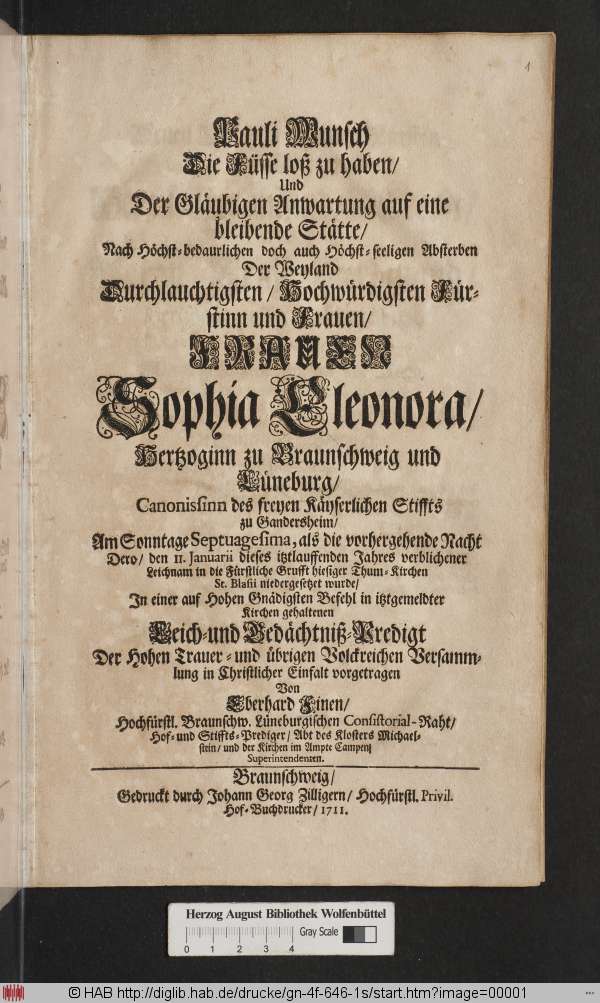 1
Pauli Wunsch
Die Füsse loß zu haben/
Und
Der Gläubigen Anwartung auf eine
bleibende Stätte/
Nach Höchst-bedaurlichen doch auch Höchst-seeligen Absterben
Der Weyland
Durchlauchtigsten/ Hochwürdigsten Für-
stinn und Frauen/
FRAUEN
Sophia Eleonora/
Hertzoginn zu Braunschweig und
Lüneburg/
Canonissinn des freyen Käyserlichen Stiffts
zu Gandersheim/
Am Sonntage Septuagesima, als die vorhergehende Nacht
Dero/ den 11. Januarii dieses itztlauffenden Jahres verblichener
Leichnam in die Fürstliche Grufft hiesiger Thum-Kirchen
St. Blasii niedergesetzet wurde/
In einer auf Hohen Gnädigsten Befehl in itztgemeldter
Kirchen gehaltenen
Leich-und Gedächtniß-Predigt
Der Hohen Trauer- und übrigen Volckreichen Versamm-
lung in Christlicher Einfalt vorgetragen
Von
Eberhard Finen/
Hochfürstl. Braunschw. Lüneburgischen Consistorial-Raht/
Hof-und Stiffts-Prediger/ Abt des Klosters Michael-
stein/ und der Kirchen im Ampte Campen
Superintendenten.
Braunschweig/
Gedruckt durch Johann Georg Zilligern/ Hochfürstl. Privil.
Hof-Buchdrucker/ 1711.
Herzog August Bibliothek Wolfenbüttel
Gray Scale
0 1 2 3 4
© HAB http://diglib.hab.de/drucke/gn-4f-646-1s/start.htm?image=00001